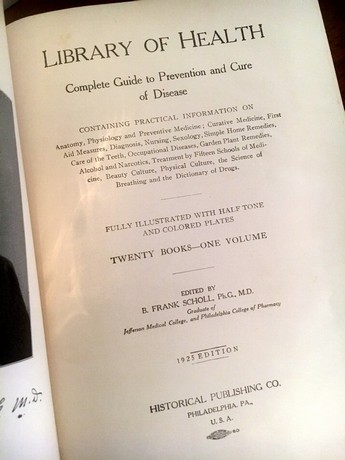 LIBRARY OF HEALTH
Complete Guide to Prevention and Cure
of Disease
CONTAINING PRACTICAL INFORMATION ON
Anatomy, Physiology and Preventive Medicine; Curative Medicine, First
Aid Measures, Diagnosis, Nursing, Sexology, Simple Home Remedies,
Care of the Teeth, Occupational Diseases, Garden Plant Remedies,
Alcohol and Narcotics, Treatment by Fifteen Schools of Medi-
cine, Beauty Culture, Physical Culture, the Science of
Breathing and the Dictionary of Drugs.
FULLY ILLUSTRATED WITH HALF TONE
AND COLORED PLATES
TWENTY BOOKS—ONE VOLUME
EDITED BY
B. FRANK SCHOLL, Ph.G., M.D.
Graduate of
Jefferson Medical College, and Philadelphia College of Pharmacy.
1925 EDITION
HISTORICAL PUBLISHING CO.
PHILADELPHIA, PA.,
U. S. A.
M.D.